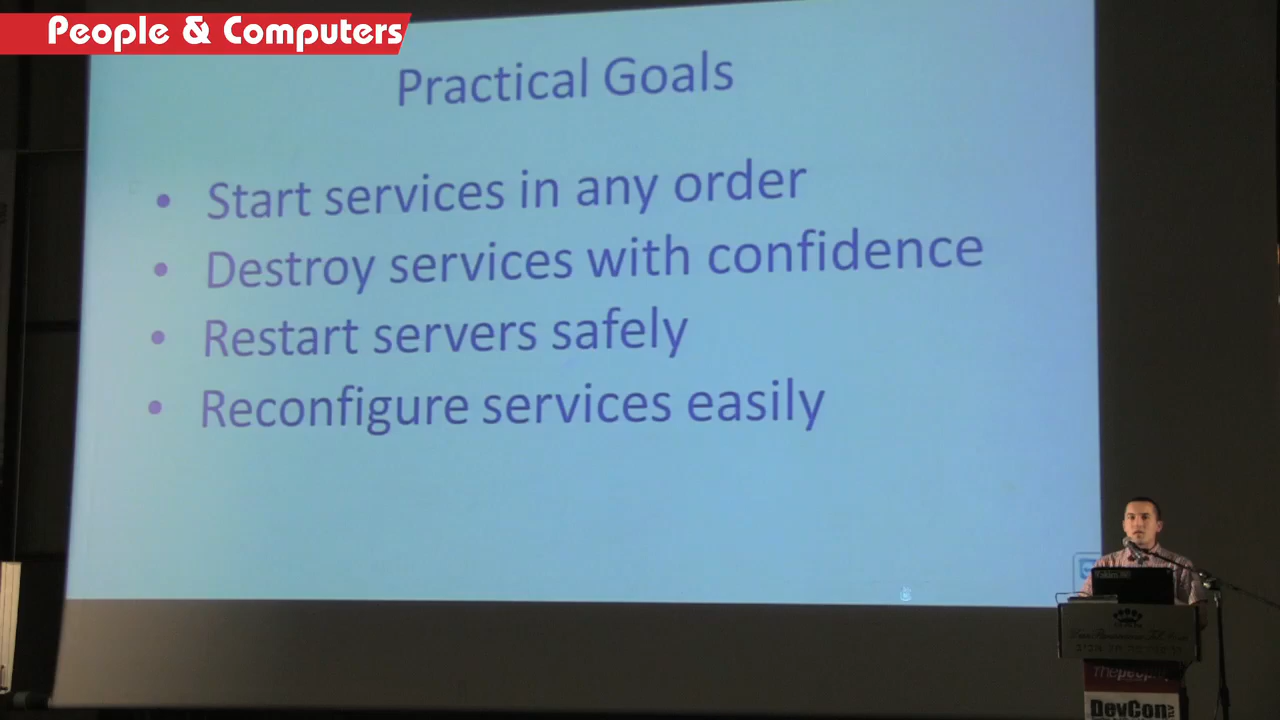 People & Computers
Practical Goals
• Start services in any order
• Destroy services with confidence
• Restart servers safely
• Reconfigure services easily
DevCon